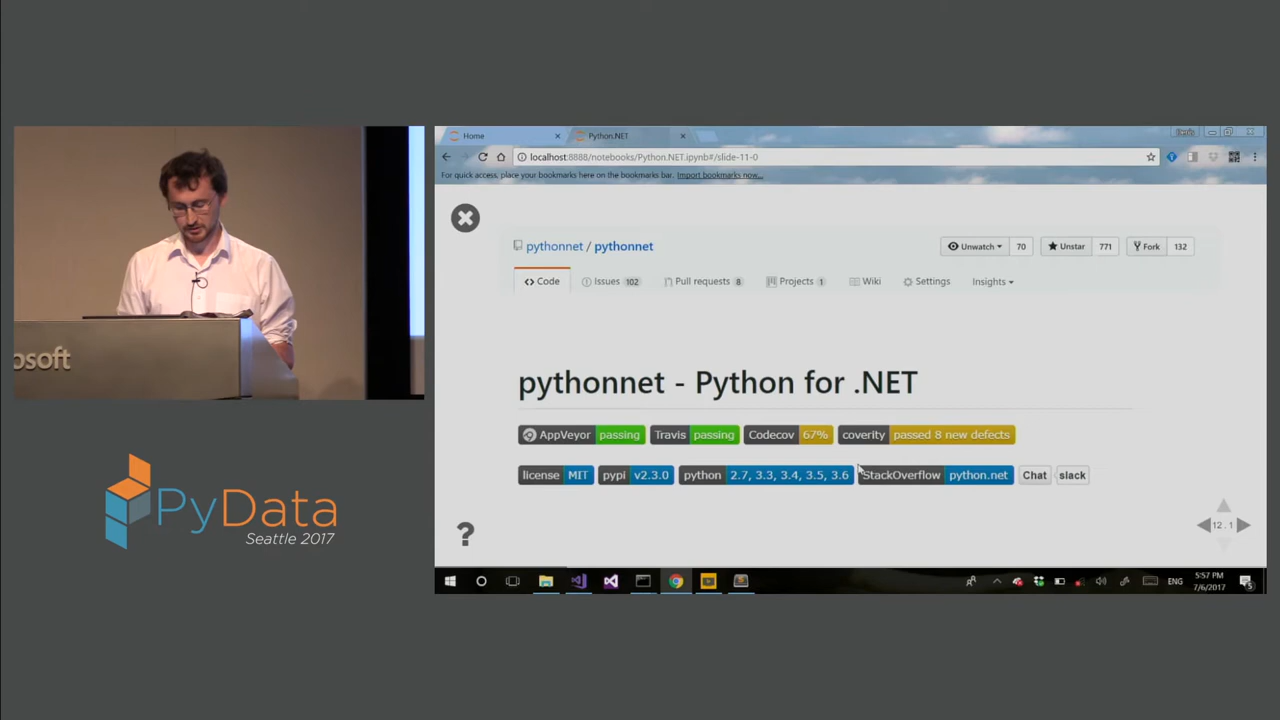 Home
Python.NET
Denis
localhost:8888/notebooks/Python.NET.ipynb#/slide-11-0
For quick access, place your bookmarks here on the bookmarks bar. Import bookmarks now...
pythonnet / pythonnet
Unwatch 70
Unstar 771
Fork 132
Code
Issues 102
Pull requests 8
Projects 1
Wiki
Settings
Insights
pythonnet - Python for .NET
AppVeyor passing Travis passing Codecov 67% coverity passed 8 new defects
license MIT pypi v2.3.0 python 2.7, 3.3, 3.4, 3.5, 3.6 StackOverflow python.net Chat slack
?
12.1
ENG
5:57 PM
7/6/2017
5
osoft
PyData
Seattle 2017